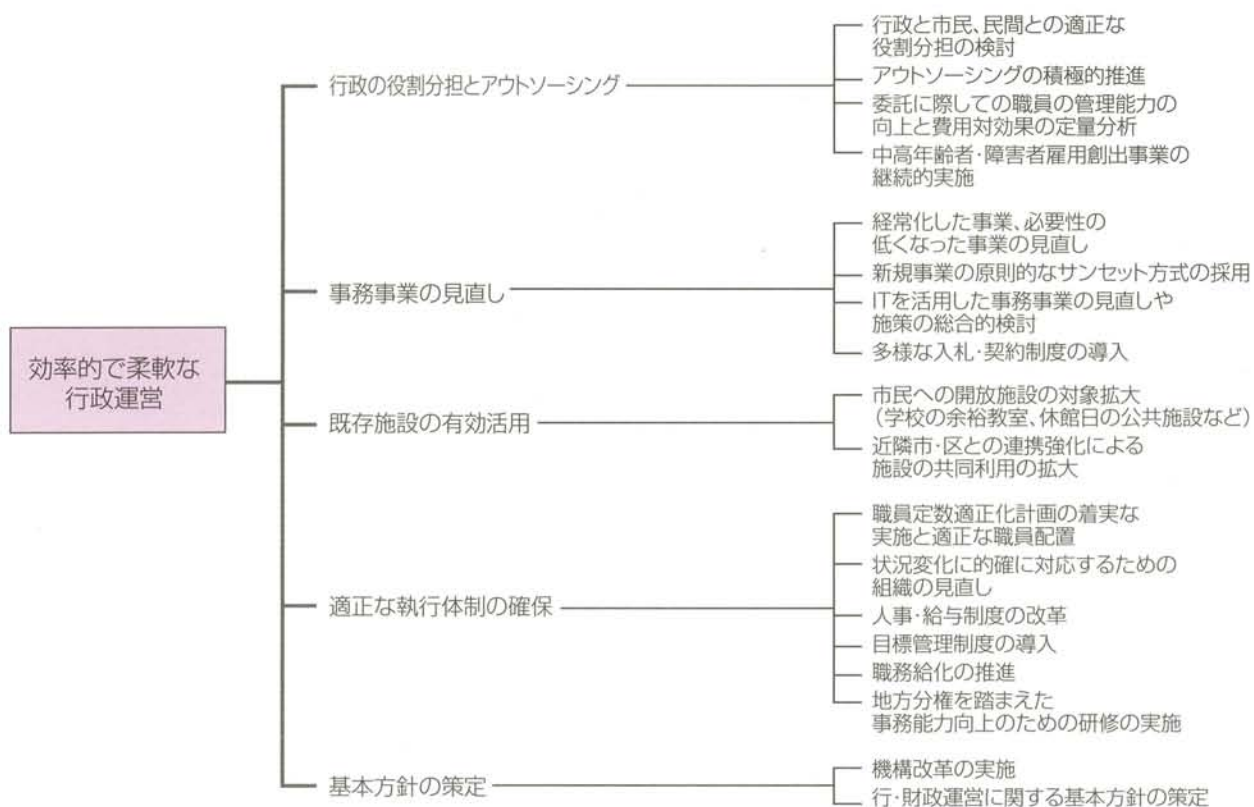 効率的で柔軟な
行政運営
行政の役割分担とアウトソーシング
行政と市民、民間との適正な
役割分担の検討
アウトソーシングの積極的推進
委託に際しての職員の管理能力の
向上と費用対効果の定量分析
中高年齢者・障害者雇用創出事業の
継続的実施
事務事業の見直し
経常化した事業、必要性の
低くなった事業の見直し
新規事業の原則的なサンセット方式の採用
ITを活用した事務事業の見直しや
施策の総合的検討
多様な入札・契約制度の導入
既存施設の有効活用
市民への開放施設の対象拡大
(学校の余裕教室、休館日の公共施設など)
近隣市・区との連携強化による
施設の共同利用の拡大
適正な執行体制の確保
職員定数適正化計画の着実な
実施と適正な職員配置
状況変化に的確に対応するための
組織の見直し
人事・給与制度の改革
目標管理制度の導入
職務給化の推進
地方分権を踏まえた
事務能力向上のための研修の実施
基本方針の策定
機構改革の実施
行・財政運営に関する基本方針の策定